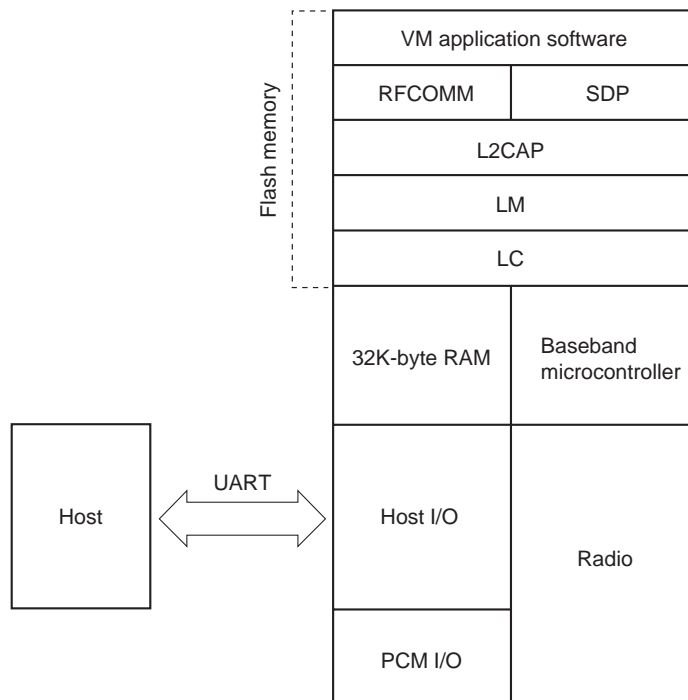 VM application software
RFCOMM
SDP
L2CAP
LM
LC
Flash memory
32K-byte RAM
Baseband
microcontroller
Host
UART
Host I/O
Radio
PCM I/O